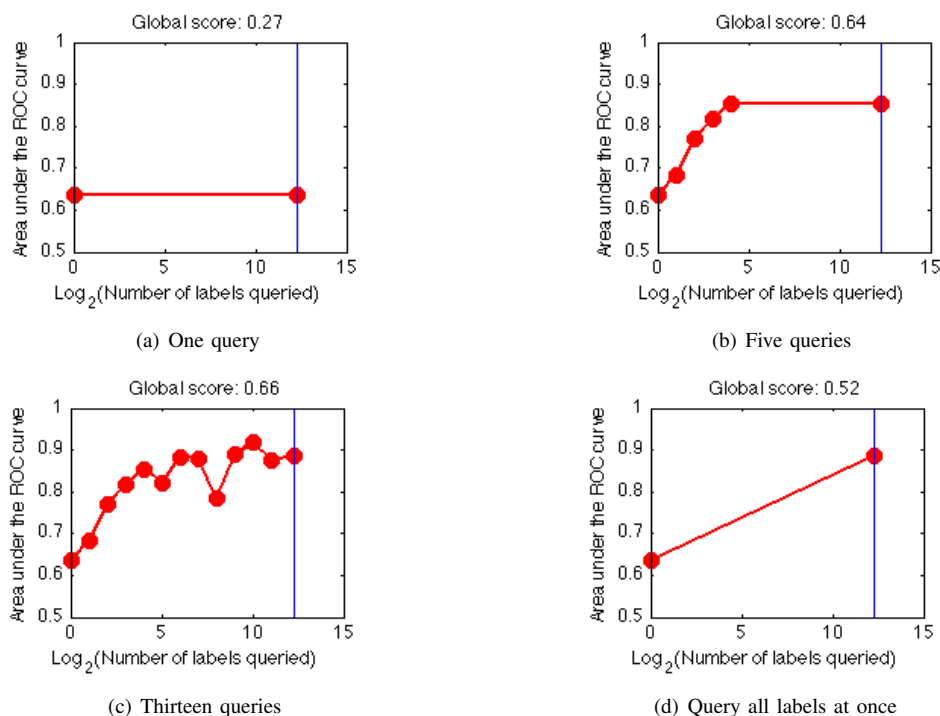 Global score: 0.27
Area under the ROC curve
1
0.9
0.8
0.7
0.6
0.5
0 5 10 15
Log2(Number of labels queried)
(a) One query
Global score: 0.64
Area under the ROC curve
1
0.9
0.8
0.7
0.6
0.5
0 5 10 15
Log2(Number of labels queried)
(b) Five queries
Global score: 0.66
Area under the ROC curve
1
0.9
0.8
0.7
0.6
0.5
0 5 10 15
Log2(Number of labels queried)
(c) Thirteen queries
Global score: 0.52
Area under the ROC curve
1
0.9
0.8
0.7
0.6
0.5
0 5 10 15
Log2(Number of labels queried)
(d) Query all labels at once